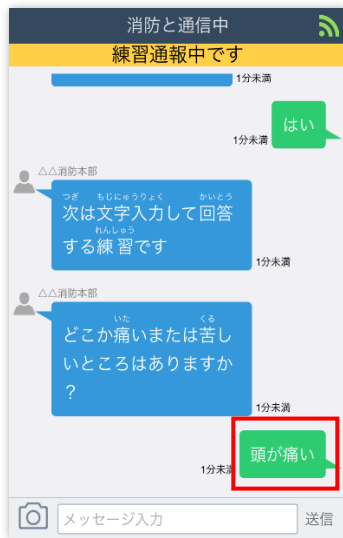 消防と通信中
練習通報中です
1分未満
はい
1分未満
△△消防本部
つぎ もじにゅうりょく かいとう
次は文字入力して回答
れんしゅう
する練習です
1分未満
△△消防本部
いた くる
どこか痛いまたは苦し
いところはありますか
?
1分未満
頭が痛い
1分未満
メッセージ入力
送信